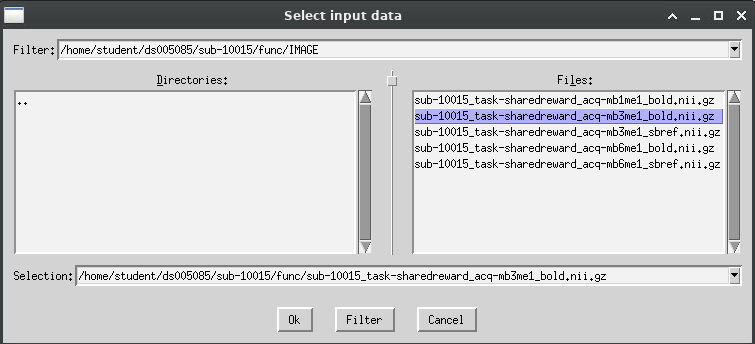 Select input data
Filter: /home/student/ds005085/sub-10015/func/IMAGE
Directories:
..
Files:
sub-10015_task-sharedreward_acq-mb1me1_bold.nii.gz
sub-10015_task-sharedreward_acq-mb3me1_bold.nii.gz
sub-10015_task-sharedreward_acq-mb3me1_sbref.nii.gz
sub-10015_task-sharedreward_acq-mb6me1_bold.nii.gz
sub-10015_task-sharedreward_acq-mb6me1_sbref.nii.gz
Selection: /home/student/ds005085/sub-10015/func/sub-10015_task-sharedreward_acq-mb3me1_bold.nii.gz
Ok Filter Cancel